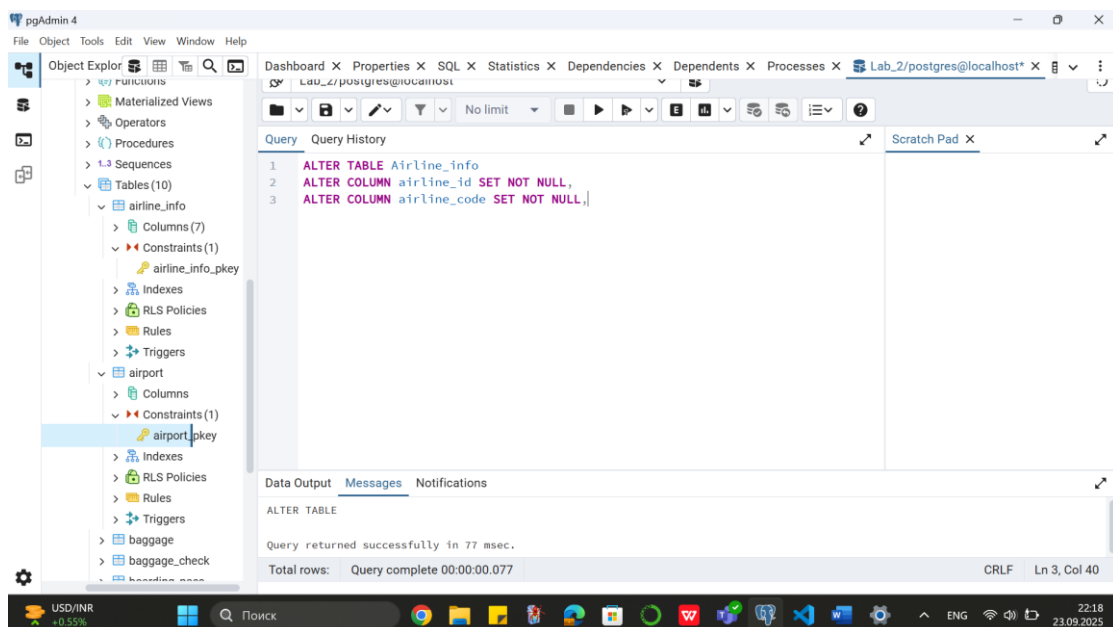 pgAdmin 4
File Object Tools Edit View Window Help
Object Explor
Dashboard X Properties X SQL X Statistics X Dependencies X Dependents X Processes X Lab_2/postgres@localhost* X
Functions
Materialized Views
Operators
Procedures
1..3 Sequences
Tables (10)
airline_info
Columns (7)
Constraints (1)
airline_info_pkey
Indexes
RLS Policies
Rules
Triggers
airport
Columns
Constraints (1)
airport_pkey
Indexes
RLS Policies
Rules
Triggers
baggage
baggage_check
boarding_pass
Lab_2/postgres@localhost
No limit
E
Query Query History
Scratch Pad X
1 ALTER TABLE Airline_info
2 ALTER COLUMN airline_id SET NOT NULL,
3 ALTER COLUMN airline_code SET NOT NULL,
Data Output Messages Notifications
ALTER TABLE
Query returned successfully in 77 msec.
Total rows: Query complete 00:00:00.077
CRLF Ln 3, Col 40
USD/INR
+0.55%
Поиск
ENG
22:18
23.09.2025